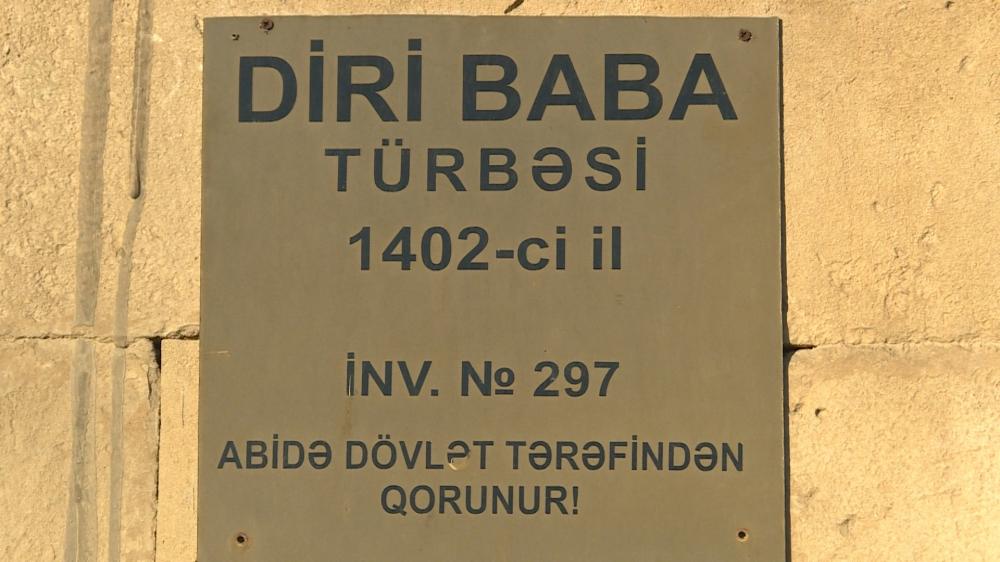 DİRİ BABA
TÜRBƏSİ
1402-ci il
İNV. № 297
ABİDƏ DÖVLƏT TƏRƏFİNDƏN
QORUNUR!